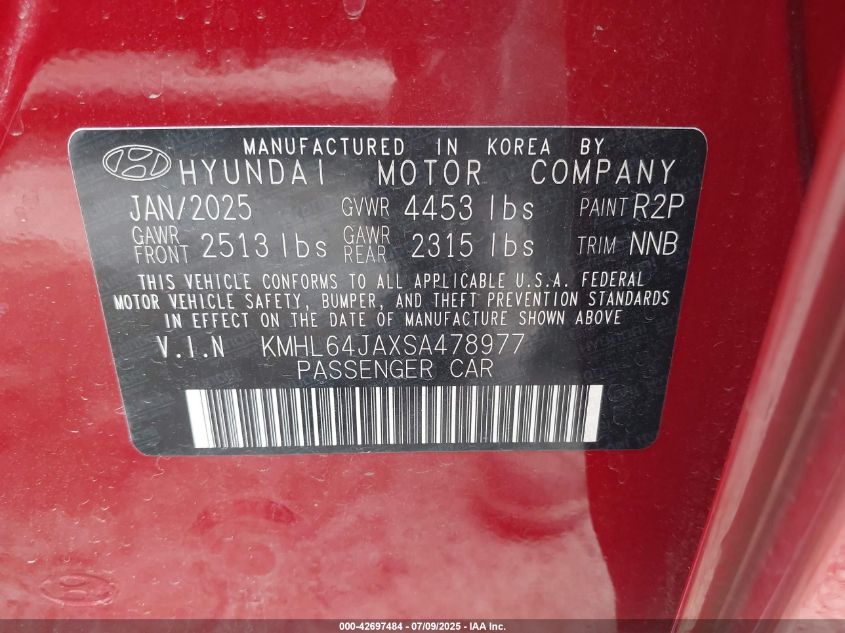 MANUFACTURED IN KOREA BY
HYUNDAI MOTOR COMPANY
JAN/2025 GVWR 4453 lbs PAINT R2P
GAWR FRONT 2513 lbs GAWR REAR 2315 lbs TRIM NNB
THIS VEHICLE CONFORMS TO ALL APPLICABLE U.S.A. FEDERAL
MOTOR VEHICLE SAFETY, BUMPER, AND THEFT PREVENTION STANDARDS
IN EFFECT ON THE DATE OF MANUFACTURE SHOWN ABOVE
V.I.N KMHL64JAXSA478977
PASSENGER CAR
000-42697484 / 07/09/2025 - IAA Inc.